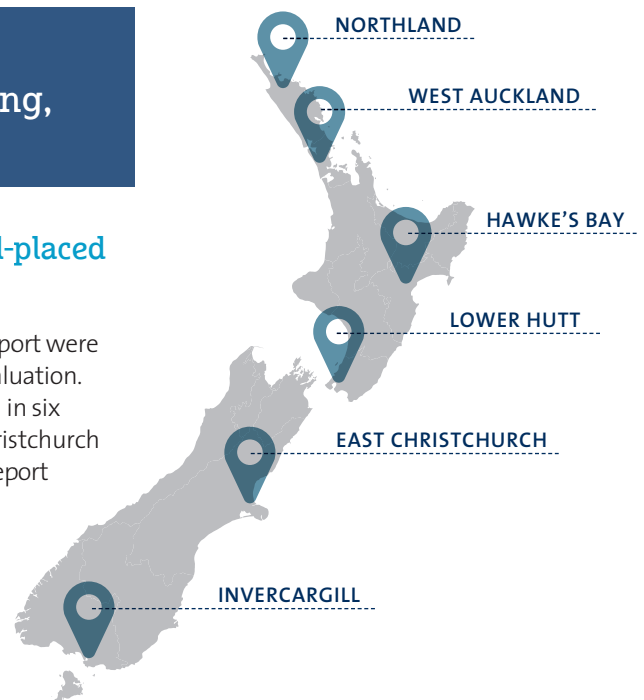 ng,
l-placed
port were
luation.
in six
ristchurch
eport
NORTHLAND
WEST AUCKLAND
HAWKE'S BAY
LOWER HUTT
EAST CHRISTCHURCH
INVERCARGILL